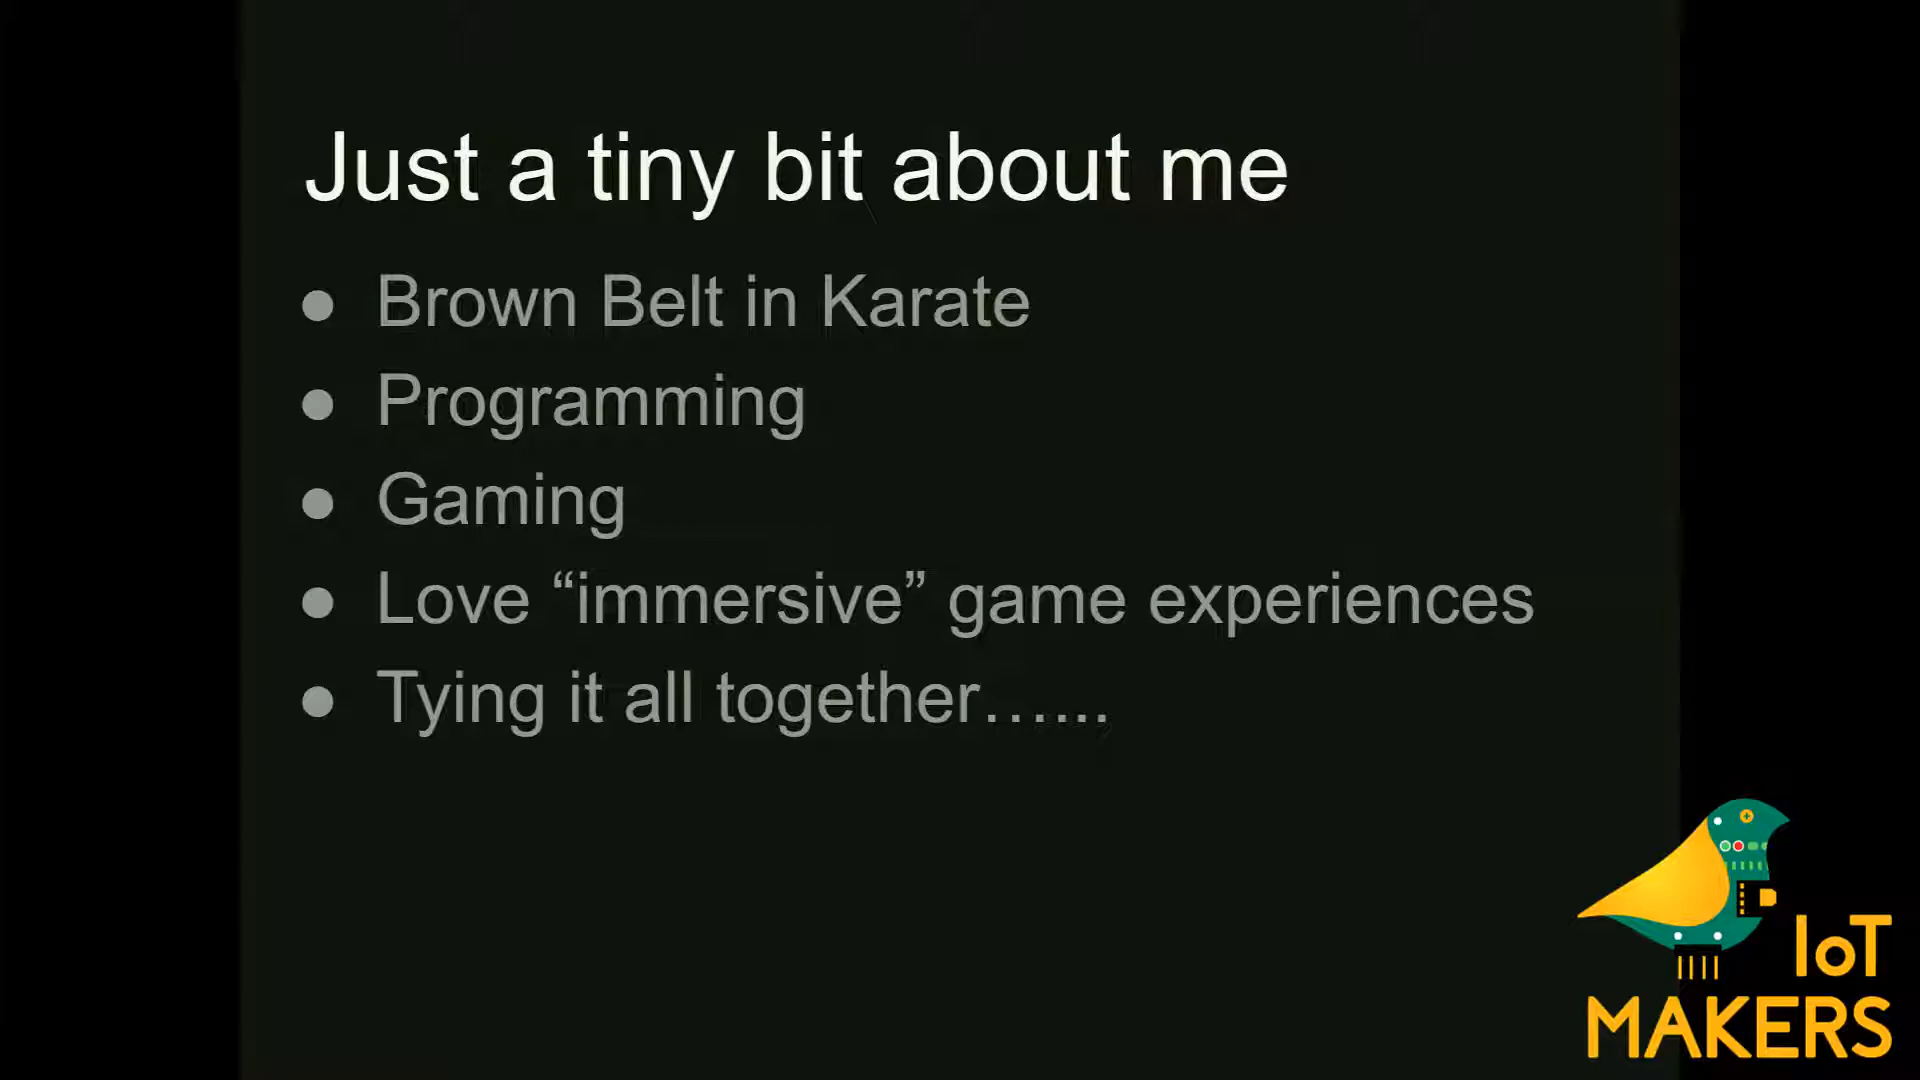 Just a tiny bit about me
● Brown Belt in Karate
● Programming
● Gaming
● Love “immersive” game experiences
● Tying it all together…...
IoT
MAKERS